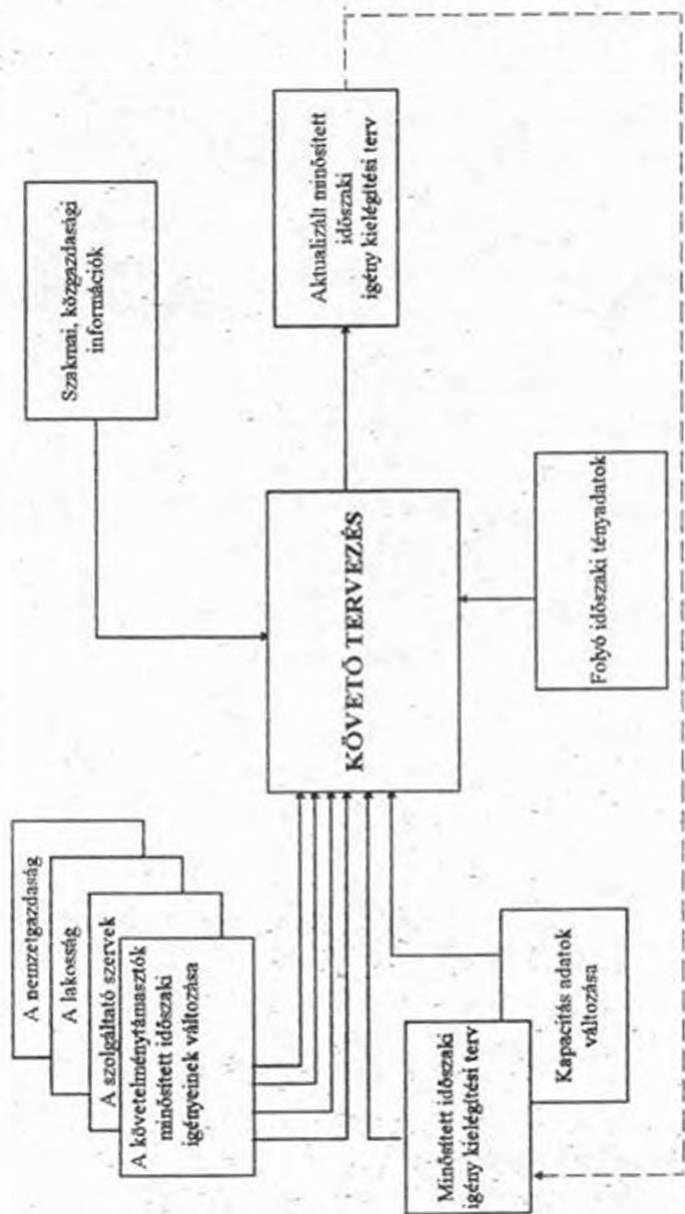 A nemzetgazdaság
A lakosság
A szolgáltató szervek
A követelménytámasztók
minősített időszaki
igényeinek változása
Szakmai, közgazdasági
információk
KÖVETŐ TERVEZÉS
Aktualizált minősített
időszaki
igény kielégítési terv
Minősített időszaki
igény kielégítési terv
Kapacitás adatok
változása
Folyó időszaki tényadatok